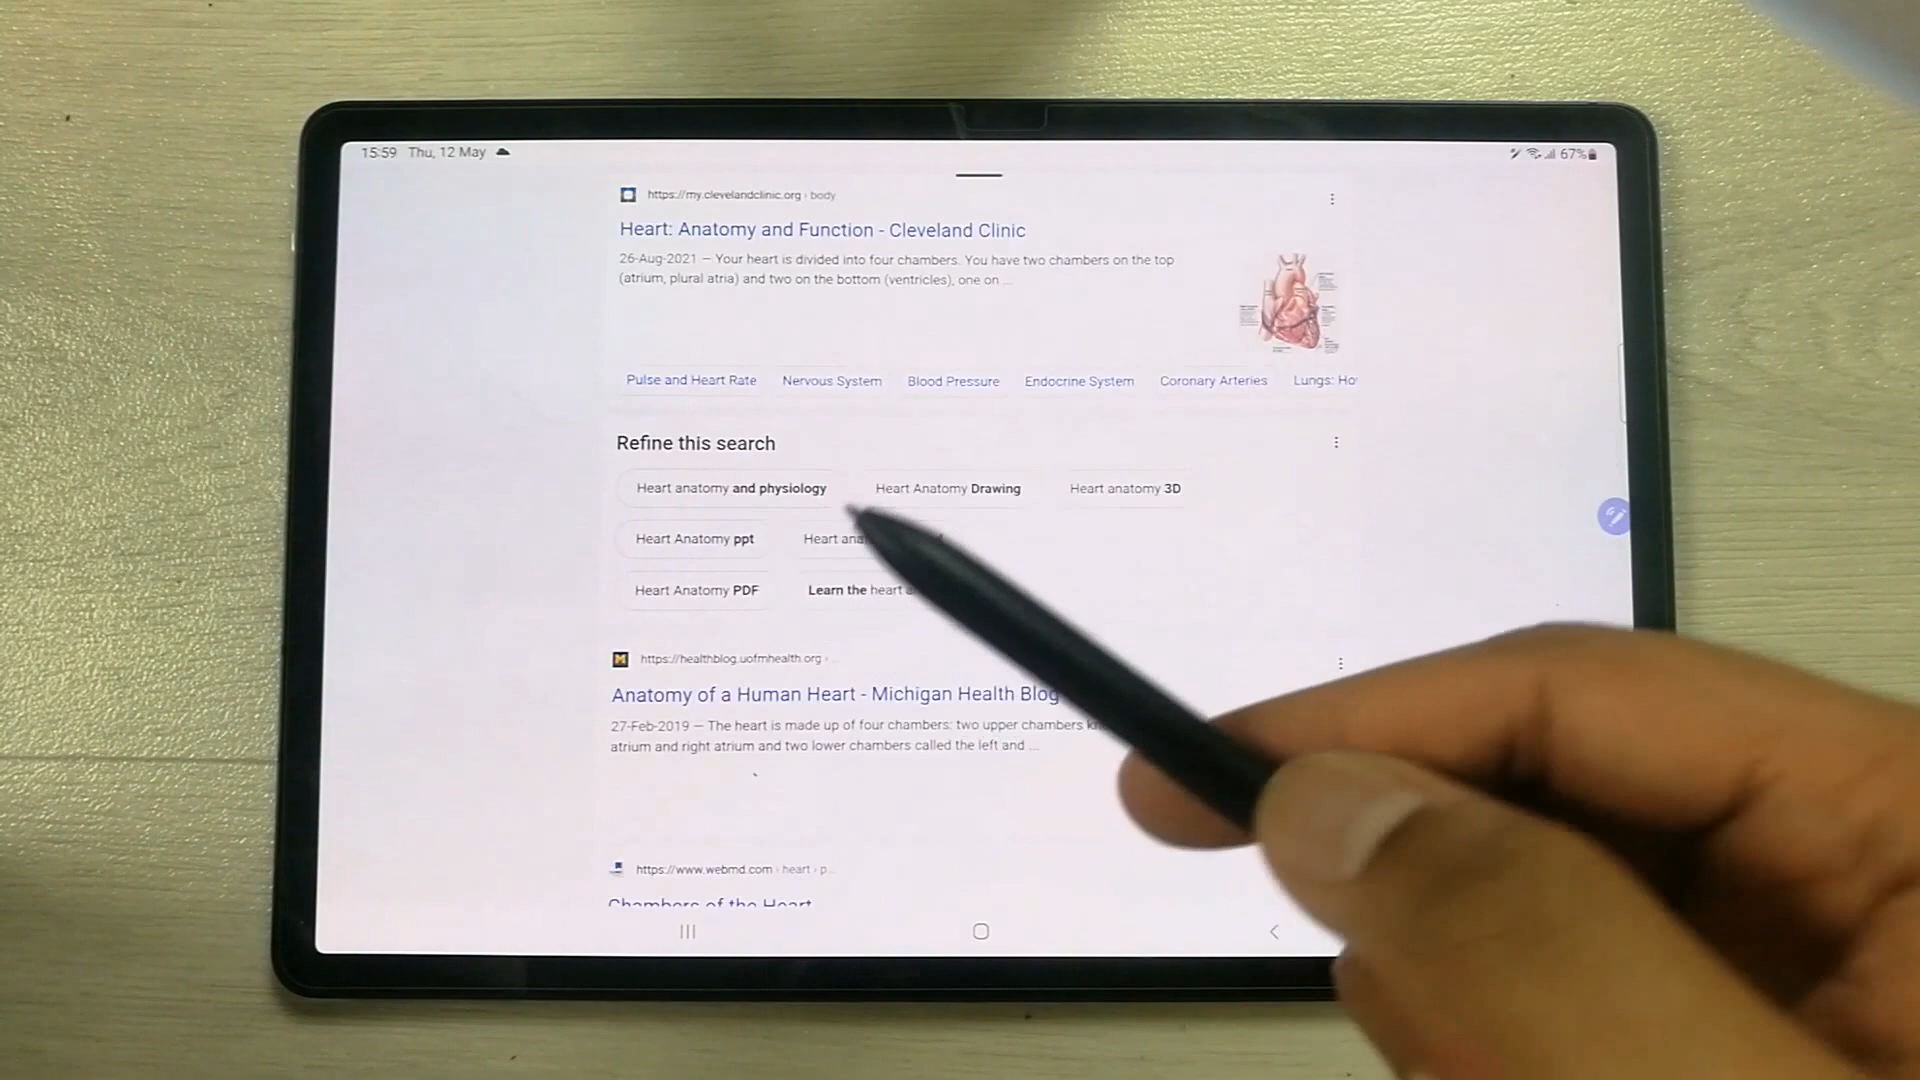 15:59 Thu, 12 May
67%
https://my.clevelandclinic.org › body
Heart: Anatomy and Function - Cleveland Clinic
26-Aug-2021 — Your heart is divided into four chambers. You have two chambers on the top
(atrium, plural atria) and two on the bottom (ventricles), one on ...
Pulse and Heart Rate Nervous System Blood Pressure Endocrine System Coronary Arteries Lungs: Ho
Refine this search
Heart anatomy and physiology Heart Anatomy Drawing Heart anatomy 3D
Heart Anatomy ppt Heart ana
Heart Anatomy PDF Learn the heart
https://healthblog.uofmhealth.org › ...
Anatomy of a Human Heart - Michigan Health Blog
27-Feb-2019 — The heart is made up of four chambers: two upper chambers
atrium and right atrium and two lower chambers called the left and ...
https://www.webmd.com › heart › p...
Chambers of the Heart